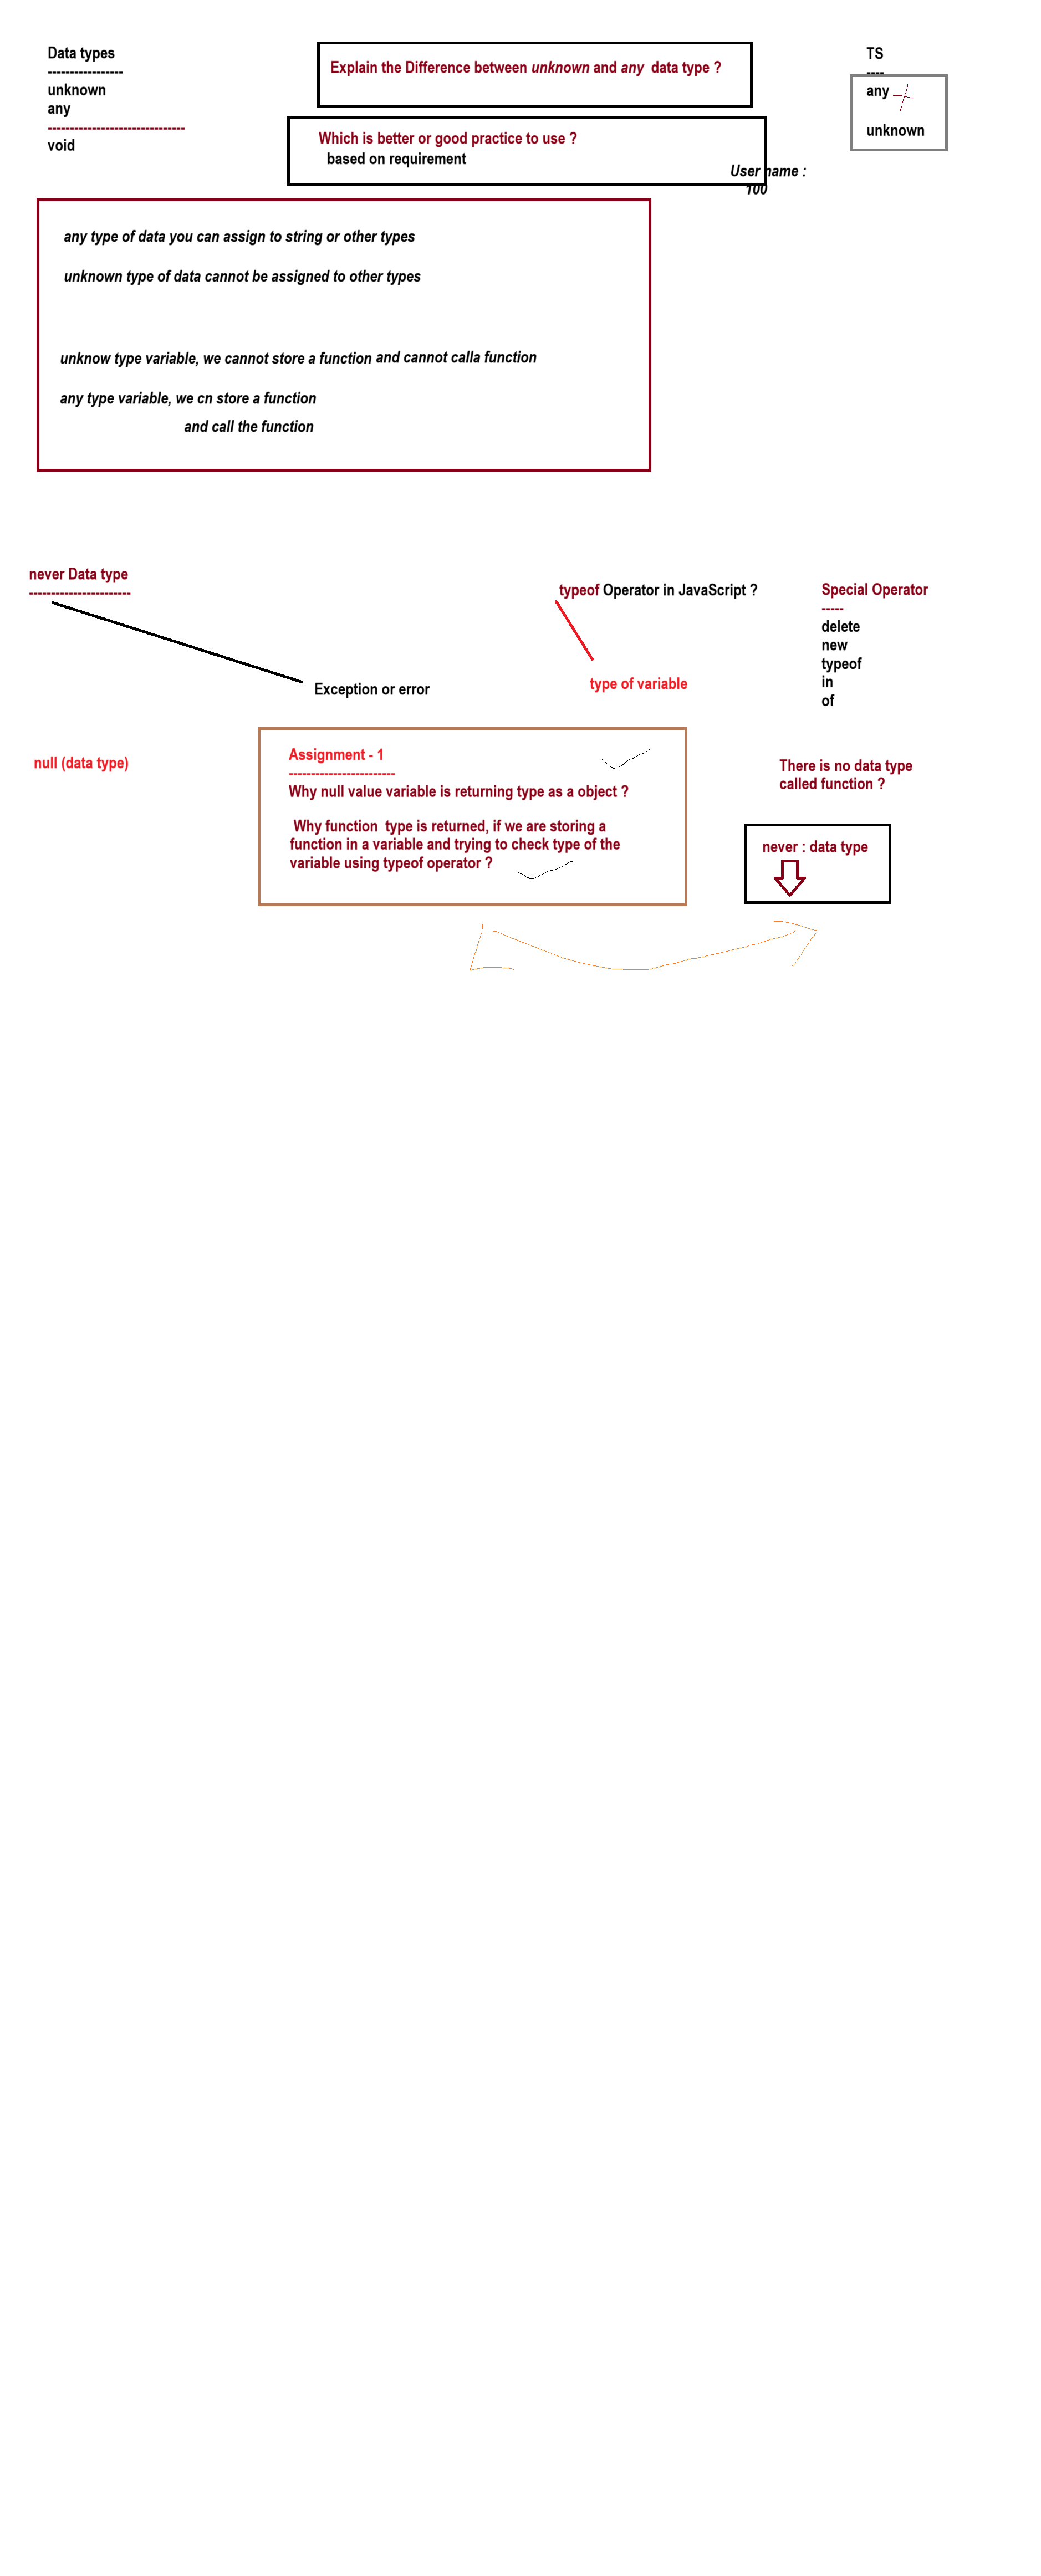 Data types
-----------------
unknown
any
-------------------------------
void
Explain the Difference between unknown and any  data type ?
Which is better or good practice to use ?
based on requirement
TS
----
any
unknown
User name :
100
any type of data you can assign to string or other types
unknown type of data cannot be assigned to other types
unknow type variable, we cannot store a function and cannot calla function
any type variable, we cn store a function
and call the function
never Data type
-----------------------
Exception or error
typeof Operator in JavaScript ?
type of variable
Special Operator
-----
delete
new
typeof
in
of
null (data type)
Assignment - 1
------------------------
Why null value variable is returning type as a object ?
Why function  type is returned, if we are storing a
function in a variable and trying to check type of the
variable using typeof operator ?
There is no data type
called function ?
never : data type